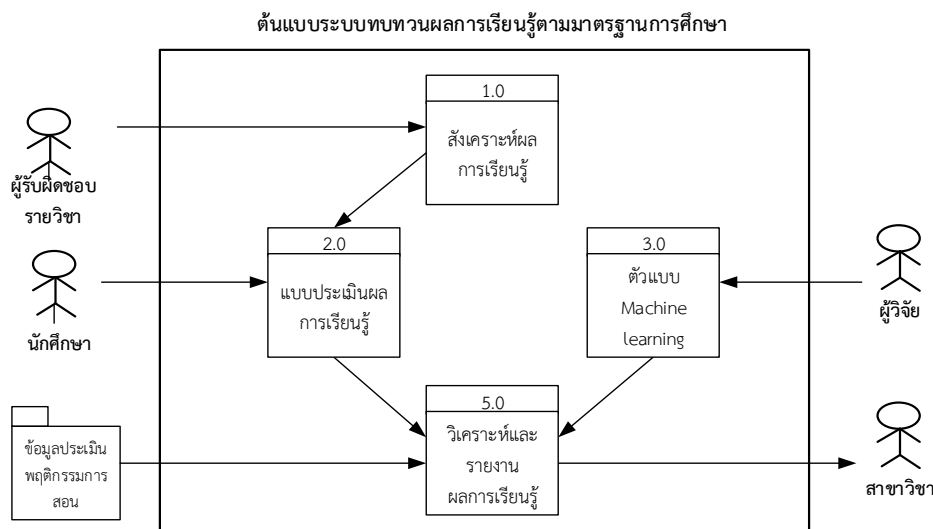 ต้นแบบระบบทบทวนผลการเรียนรู้ตามมาตรฐานการศึกษา
1.0
สังเคราะห์ผล
การเรียนรู้
ผู้รับผิดชอบ
รายวิชา
2.0
แบบประเมินผล
การเรียนรู้
3.0
ตัวแบบ
Machine
learning
นักศึกษา
ผู้วิจัย
5.0
วิเคราะห์และ
รายงาน
ผลการเรียนรู้
ข้อมูลประเมิน
พฤติกรรมการ
สอน
สาขาวิชา